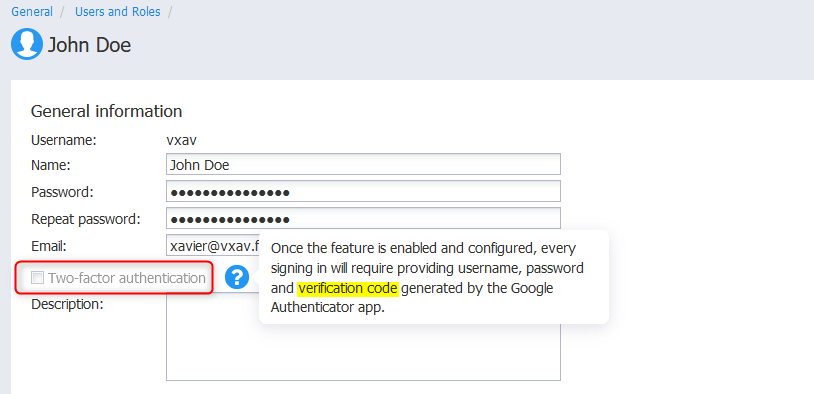 General / Users and Roles /
John Doe
General information
Username: vxav
Name: John Doe
Password: ●●●●●●●●●●●●●●●
Repeat password: ●●●●●●●●●●●●●●●
Email: xavier@vxav.f
Two-factor authentication ?
Once the feature is enabled and configured, every
signing in will require providing username, password
and verification code generated by the Google
Authenticator app.
Description: